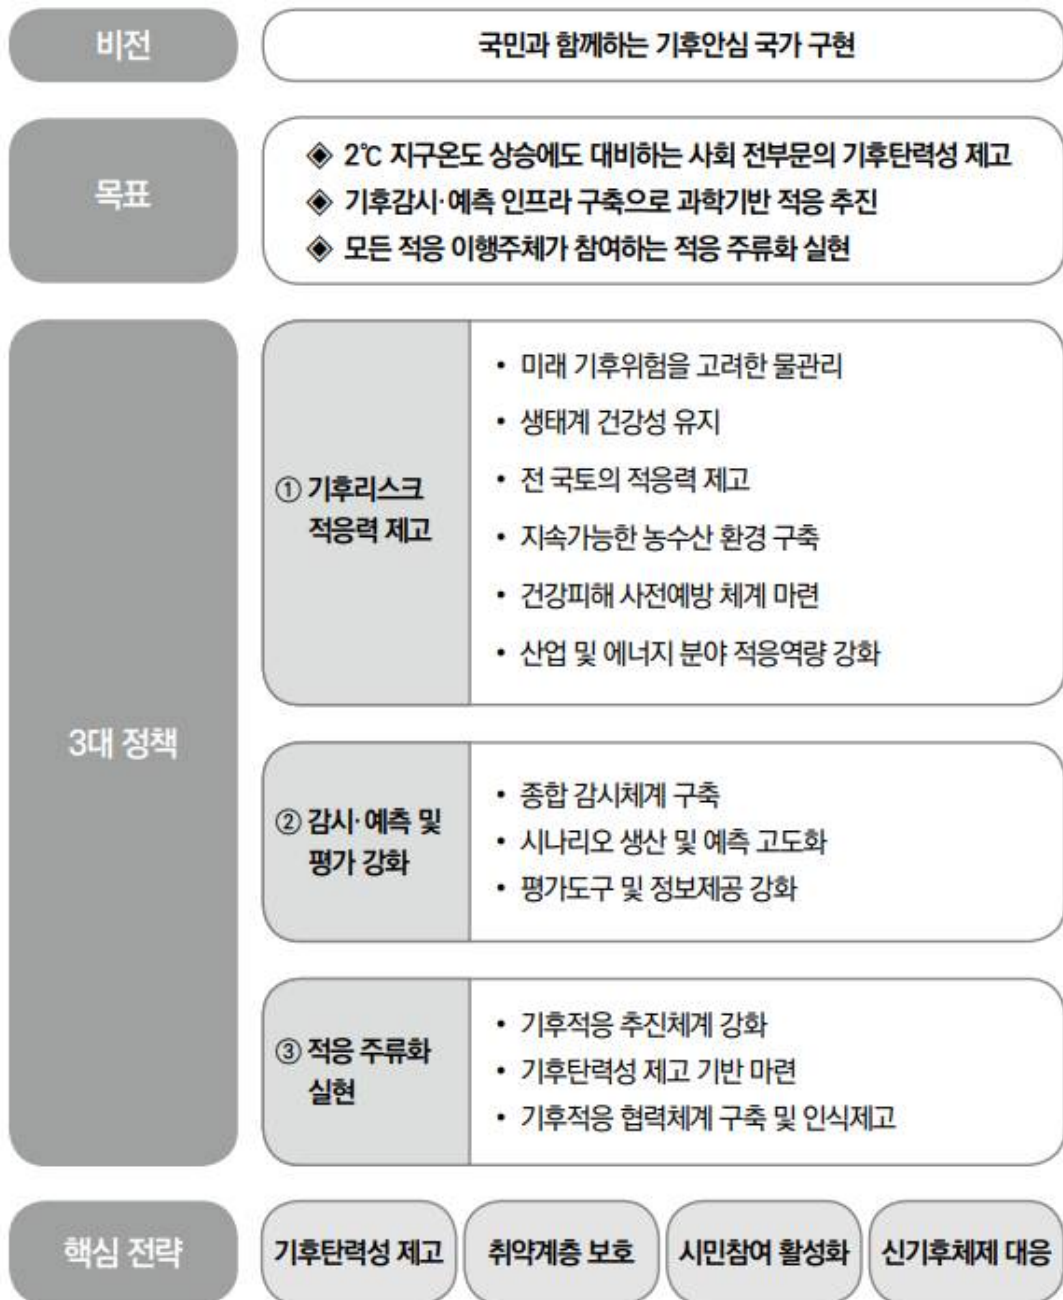 비전
국민과 함께하는 기후안심 국가 구현
목표
◈ 2℃ 지구온도 상승에도 대비하는 사회 전부문의 기후탄력성 제고
◈ 기후감시·예측 인프라 구축으로 과학기반 적응 추진
◈ 모든 적응 이행주체가 참여하는 적응 주류화 실현
3대 정책
① 기후리스크
적응력 제고
• 미래 기후위험을 고려한 물관리
• 생태계 건강성 유지
• 전 국토의 적응력 제고
• 지속가능한 농수산 환경 구축
• 건강피해 사전예방 체계 마련
• 산업 및 에너지 분야 적응역량 강화
② 감시·예측 및
평가 강화
• 종합 감시체계 구축
• 시나리오 생산 및 예측 고도화
• 평가도구 및 정보제공 강화
③ 적응 주류화
실현
• 기후적응 추진체계 강화
• 기후탄력성 제고 기반 마련
• 기후적응 협력체계 구축 및 인식제고
핵심 전략
기후탄력성 제고
취약계층 보호
시민참여 활성화
신기후체제 대응